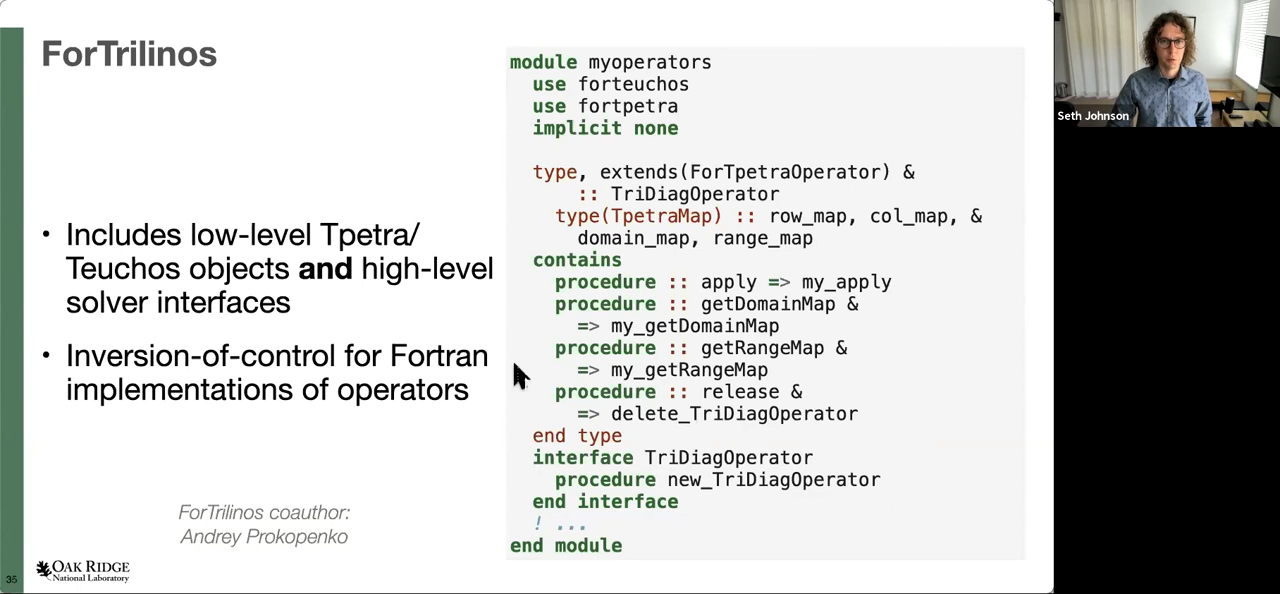 ForTrilinos
• Includes low-level Tpetra/
Teuchos objects and high-level
solver interfaces
• Inversion-of-control for Fortran
implementations of operators
ForTrilinos coauthor:
Andrey Prokopenko
35
OAK RIDGE
National Laboratory
module myoperators
  use forteuchos
  use fortpetra
  implicit none
  type, extends(ForTpetraOperator) &
      :: TriDiagOperator
    type(TpetraMap) :: row_map, col_map, &
      domain_map, range_map
  contains
    procedure :: apply => my_apply
    procedure :: getDomainMap &
      => my_getDomainMap
    procedure :: getRangeMap &
      => my_getRangeMap
    procedure :: release &
      => delete_TriDiagOperator
  end type
  interface TriDiagOperator
    procedure new_TriDiagOperator
  end interface
  ! ...
end module
Seth Johnson